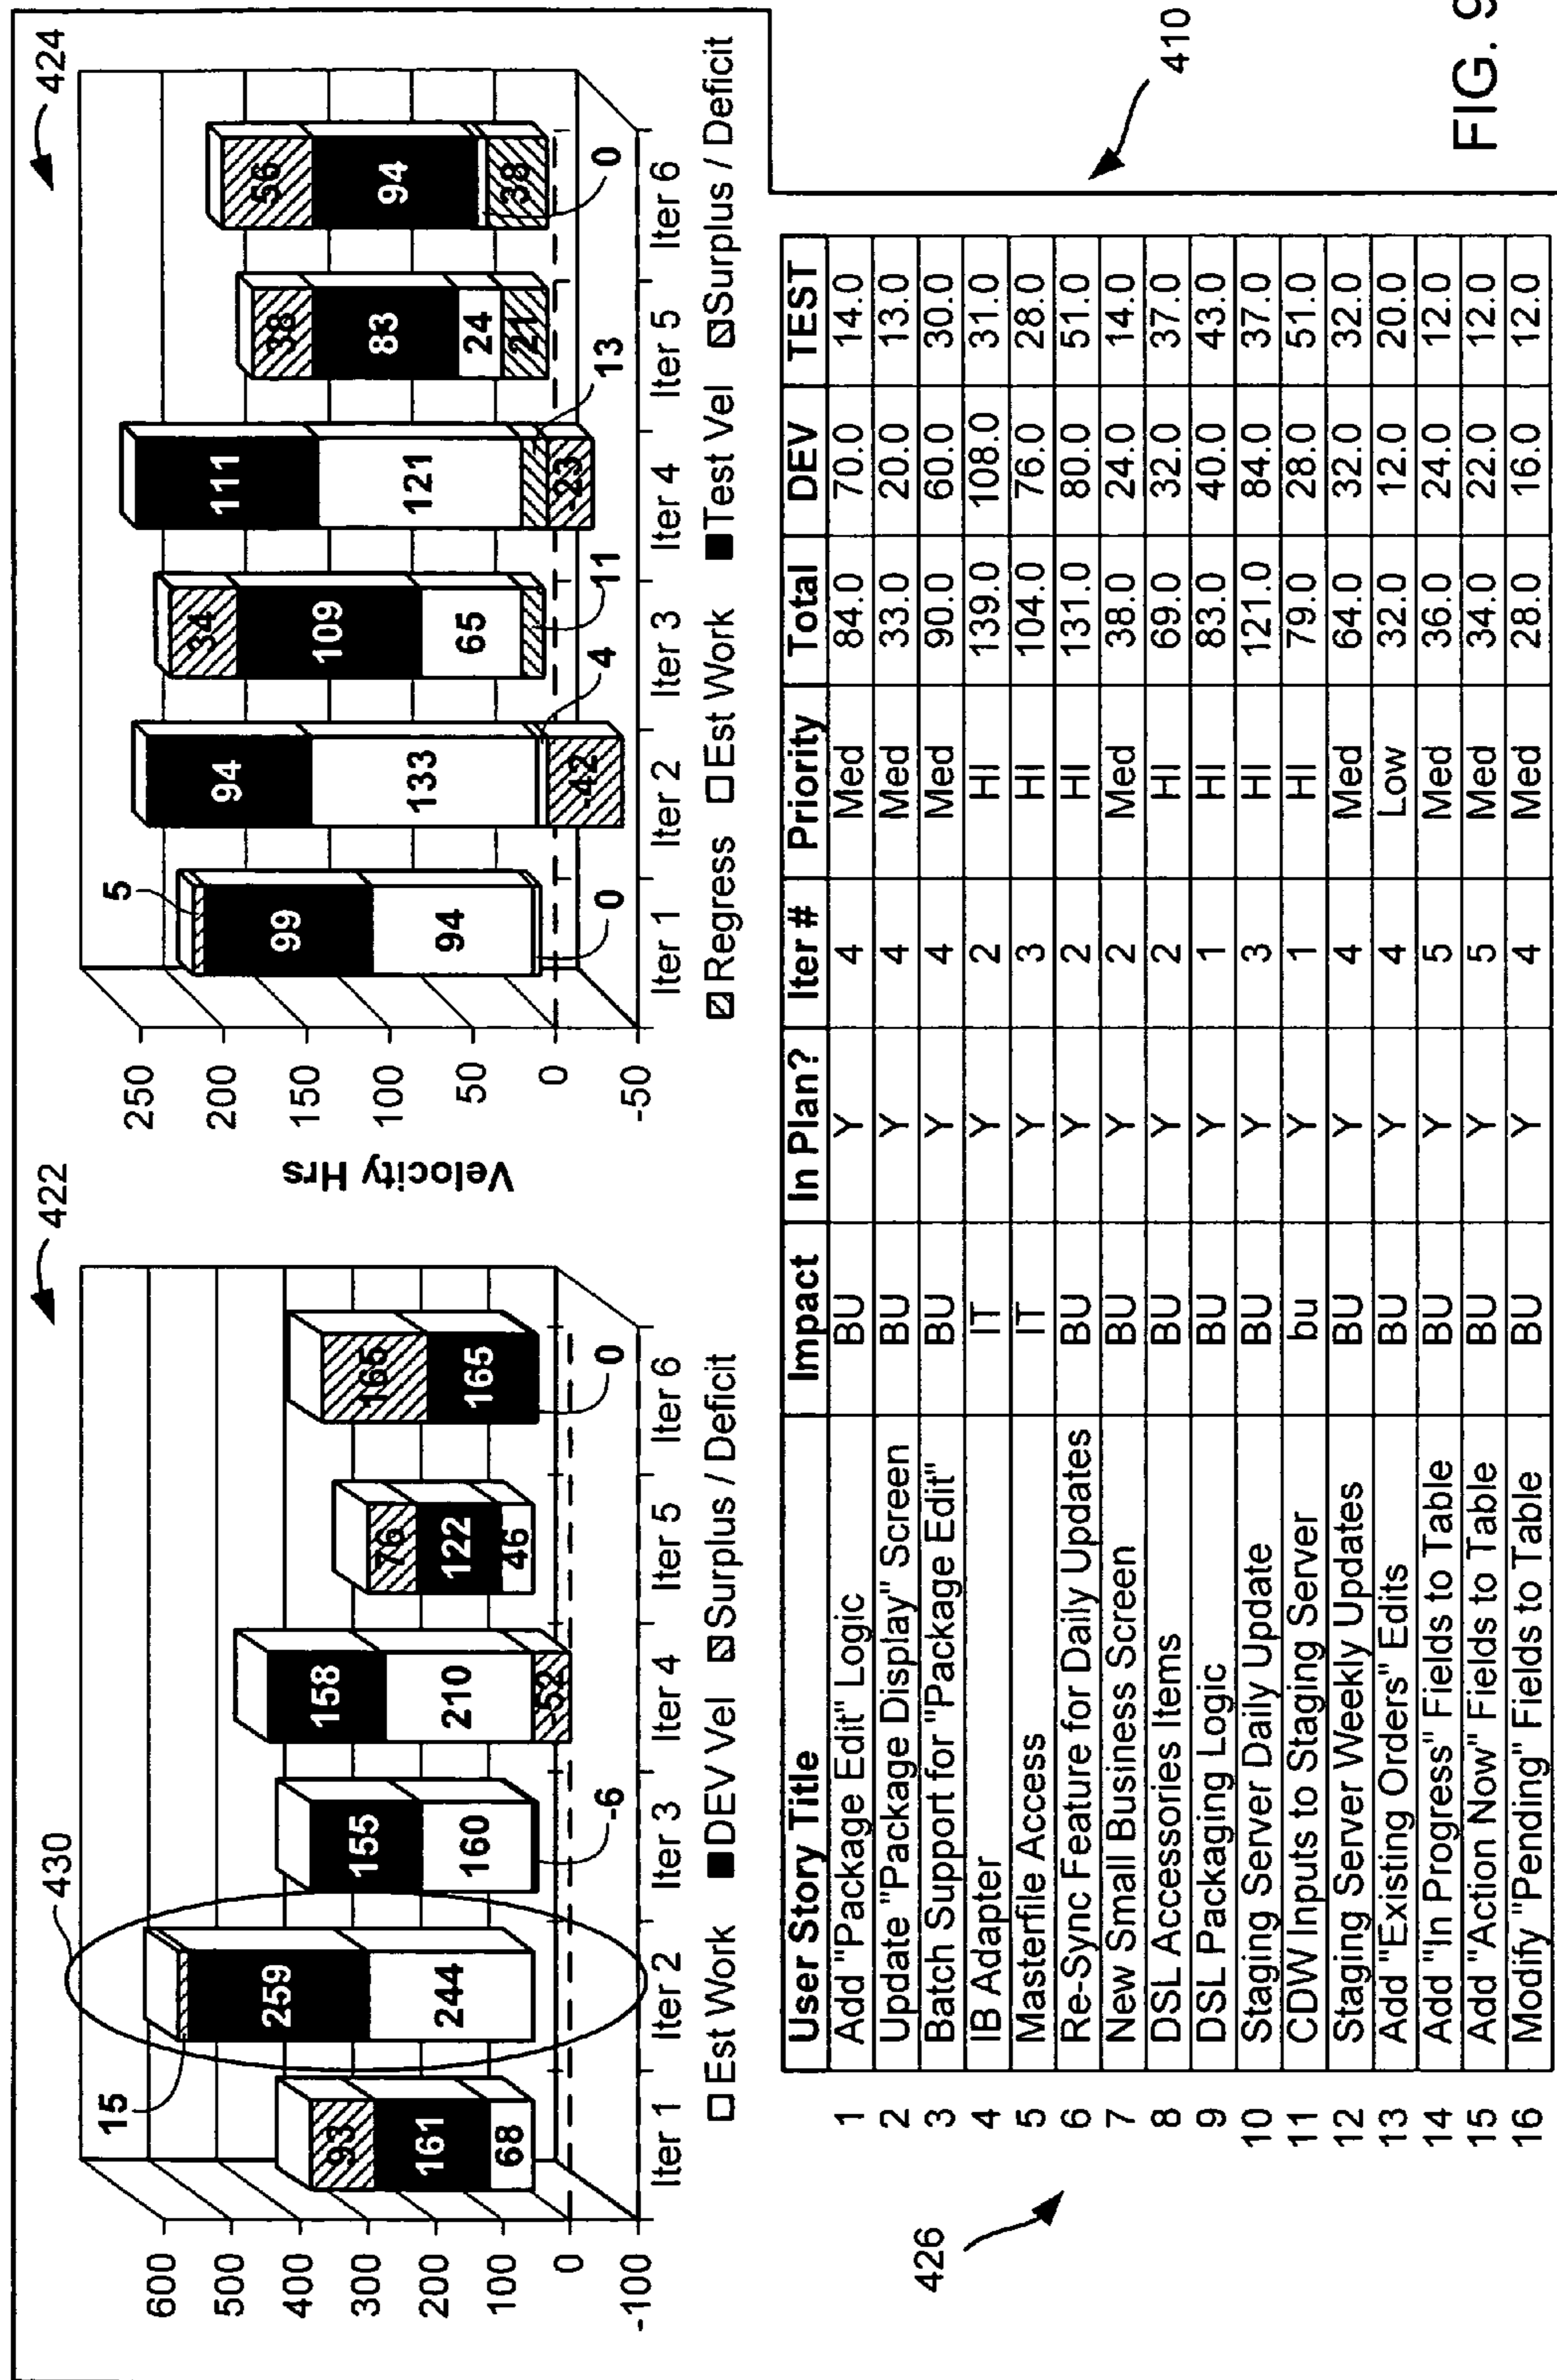 422
424
430
600
500
400
300
200
100
0
-100
15
93
161
68
259
244
155
160
-6
158
210
-52
76
122
46
165
165
0
Iter 1 Iter 2 Iter 3 Iter 4 Iter 5 Iter 6
Est Work DEV Vel Surplus / Deficit
Velocity Hrs
250
200
150
100
50
0
-50
5
99
94
0
94
133
4
-42
34
109
65
11
111
121
13
-23
38
83
24
21
56
94
38
0
Iter 1 Iter 2 Iter 3 Iter 4 Iter 5 Iter 6
Regress Est Work Test Vel Surplus / Deficit
426
410
User Story Title Impact In Plan? Iter # Priority Total DEV TEST
1 Add "Package Edit" Logic BU Y 4 Med 84.0 70.0 14.0
2 Update "Package Display" Screen BU Y 4 Med 33.0 20.0 13.0
3 Batch Support for "Package Edit" BU Y 4 Med 90.0 60.0 30.0
4 IB Adapter IT Y 2 HI 139.0 108.0 31.0
5 Masterfile Access IT Y 3 HI 104.0 76.0 28.0
6 Re-Sync Feature for Daily Updates BU Y 2 HI 131.0 80.0 51.0
7 New Small Business Screen BU Y 2 Med 38.0 24.0 14.0
8 DSL Accessories Items BU Y 2 HI 69.0 32.0 37.0
9 DSL Packaging Logic BU Y 1 HI 83.0 40.0 43.0
10 Staging Server Daily Update BU Y 3 HI 121.0 84.0 37.0
11 CDW Inputs to Staging Server bu Y 1 HI 79.0 28.0 51.0
12 Staging Server Weekly Updates BU Y 4 Med 64.0 32.0 32.0
13 Add "Existing Orders" Edits BU Y 4 Low 32.0 12.0 20.0
14 Add "In Progress" Fields to Table BU Y 5 Med 36.0 24.0 12.0
15 Add "Action Now" Fields to Table BU Y 5 Med 34.0 22.0 12.0
16 Modify "Pending" Fields to Table BU Y 4 Med 28.0 16.0 12.0
FIG. 9